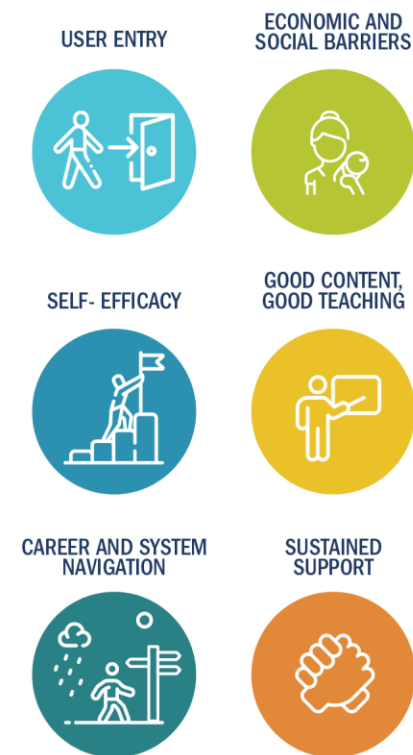 USER ENTRY
ECONOMIC AND
SOCIAL BARRIERS
SELF- EFFICACY
GOOD CONTENT,
GOOD TEACHING
CAREER AND SYSTEM
NAVIGATION
SUSTAINED
SUPPORT